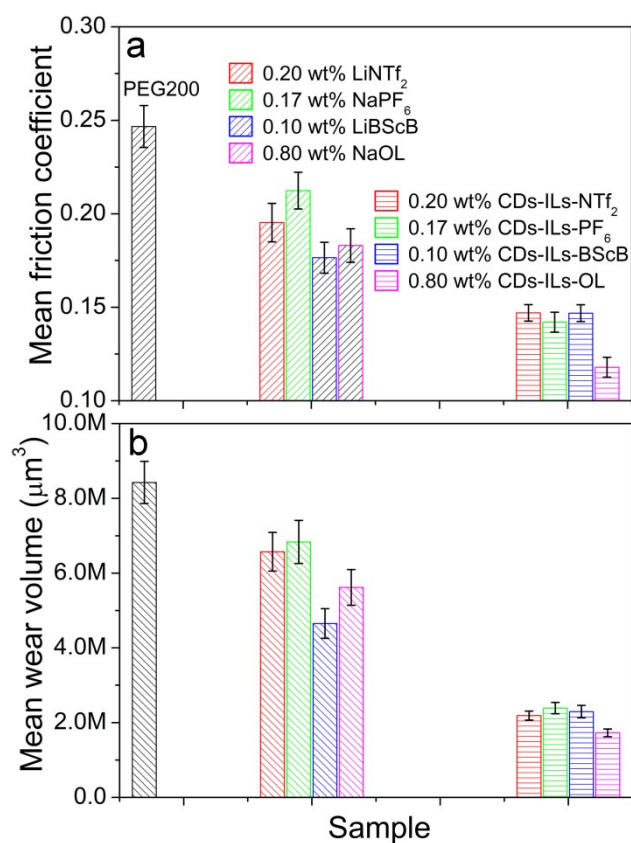 a
PEG200
0.20 wt% LiNTf₂
0.17 wt% NaPF₆
0.10 wt% LiBScB
0.80 wt% NaOL
0.20 wt% CDs-ILs-NTf₂
0.17 wt% CDs-ILs-PF₆
0.10 wt% CDs-ILs-BScB
0.80 wt% CDs-ILs-OL
0.30
0.25
0.20
0.15
0.10
Mean friction coefficient
b
10.0M
8.0M
6.0M
4.0M
2.0M
0.0
Mean wear volume (μm³)
Sample